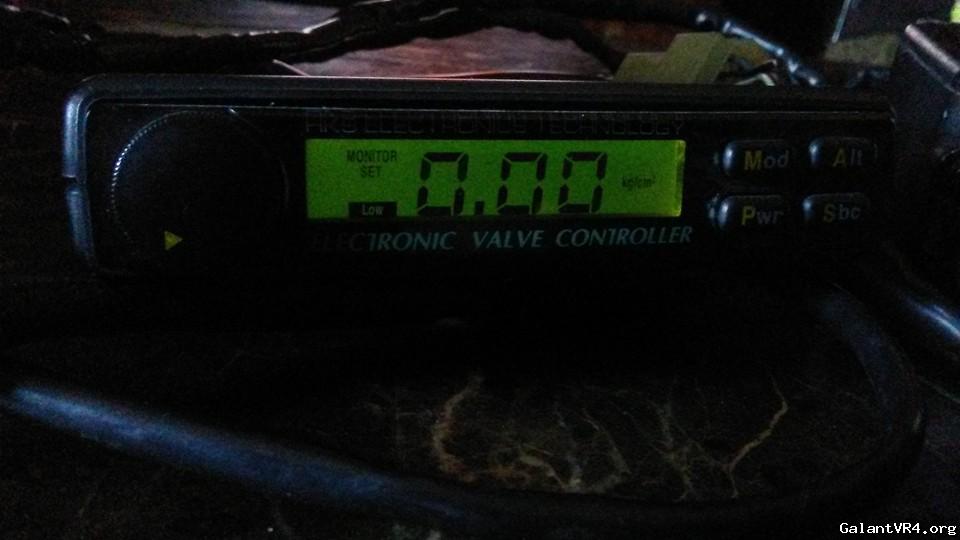 HKS ELECTRONICS TECHNOLOGY
MONITOR
SET
Low
0.00
kg/cm²
Mod
Alt
Pwr
Sbc
ELECTRONIC VALVE CONTROLLER
GalantVR4.org